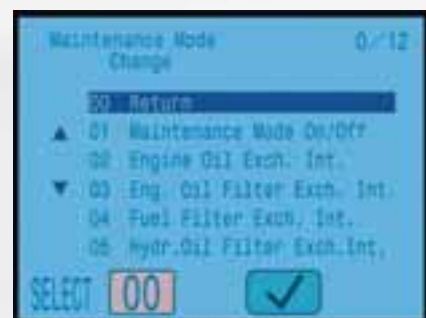 Maintenance Mode 0/12
Change
00 Return
01 Maintenance Mode On/Off
02 Engine Oil Exch. Int.
03 Eng. Oil Filter Exch. Int.
04 Fuel Filter Exch. Int.
05 Hydr.Oil Filter Exch.Int.
SELECT 00